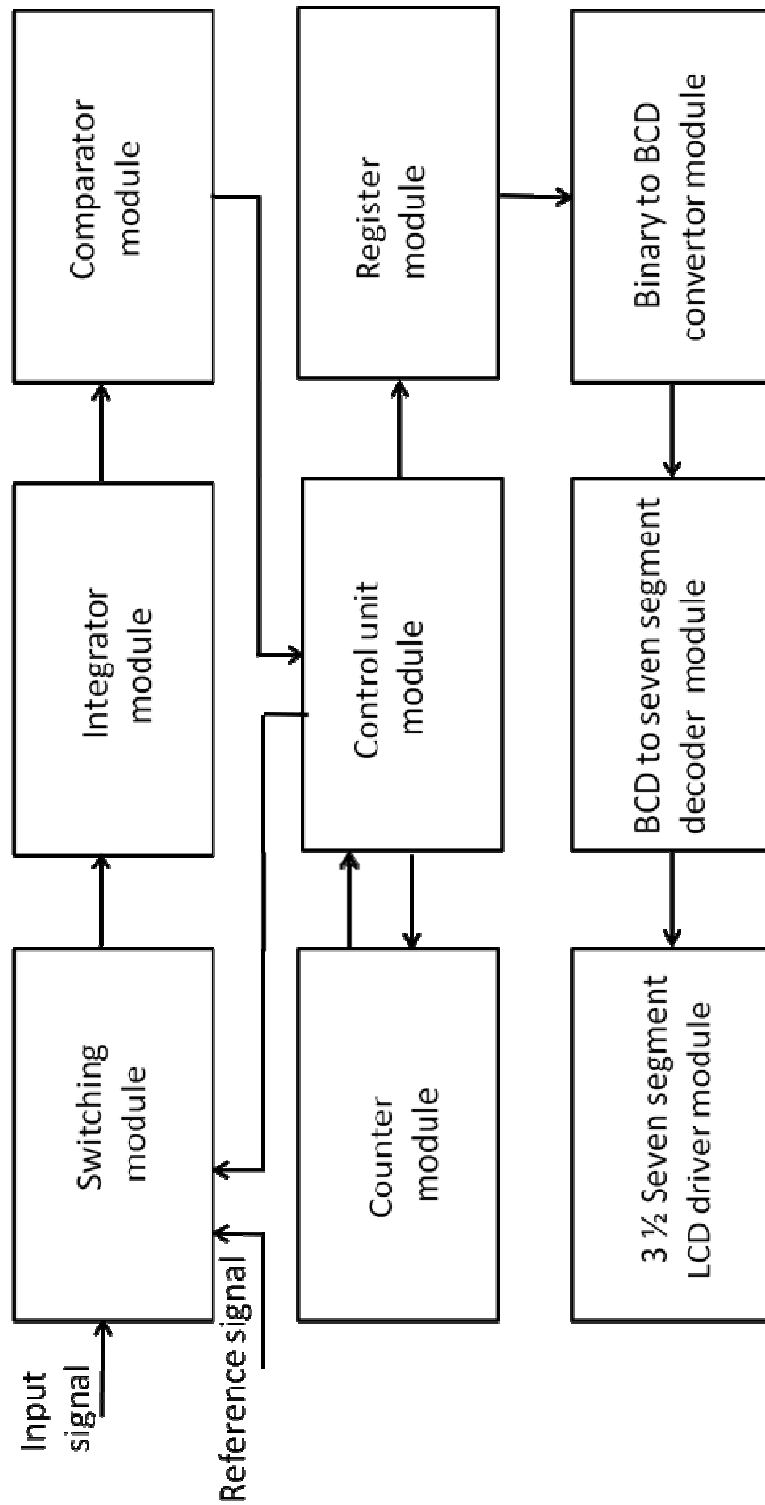 Input
signal
Reference signal
Switching
module
Integrator
module
Comparator
module
Counter
module
Control unit
module
Register
module
3 ½ Seven segment
LCD driver module
BCD to seven segment
decoder module
Binary to BCD
convertor module